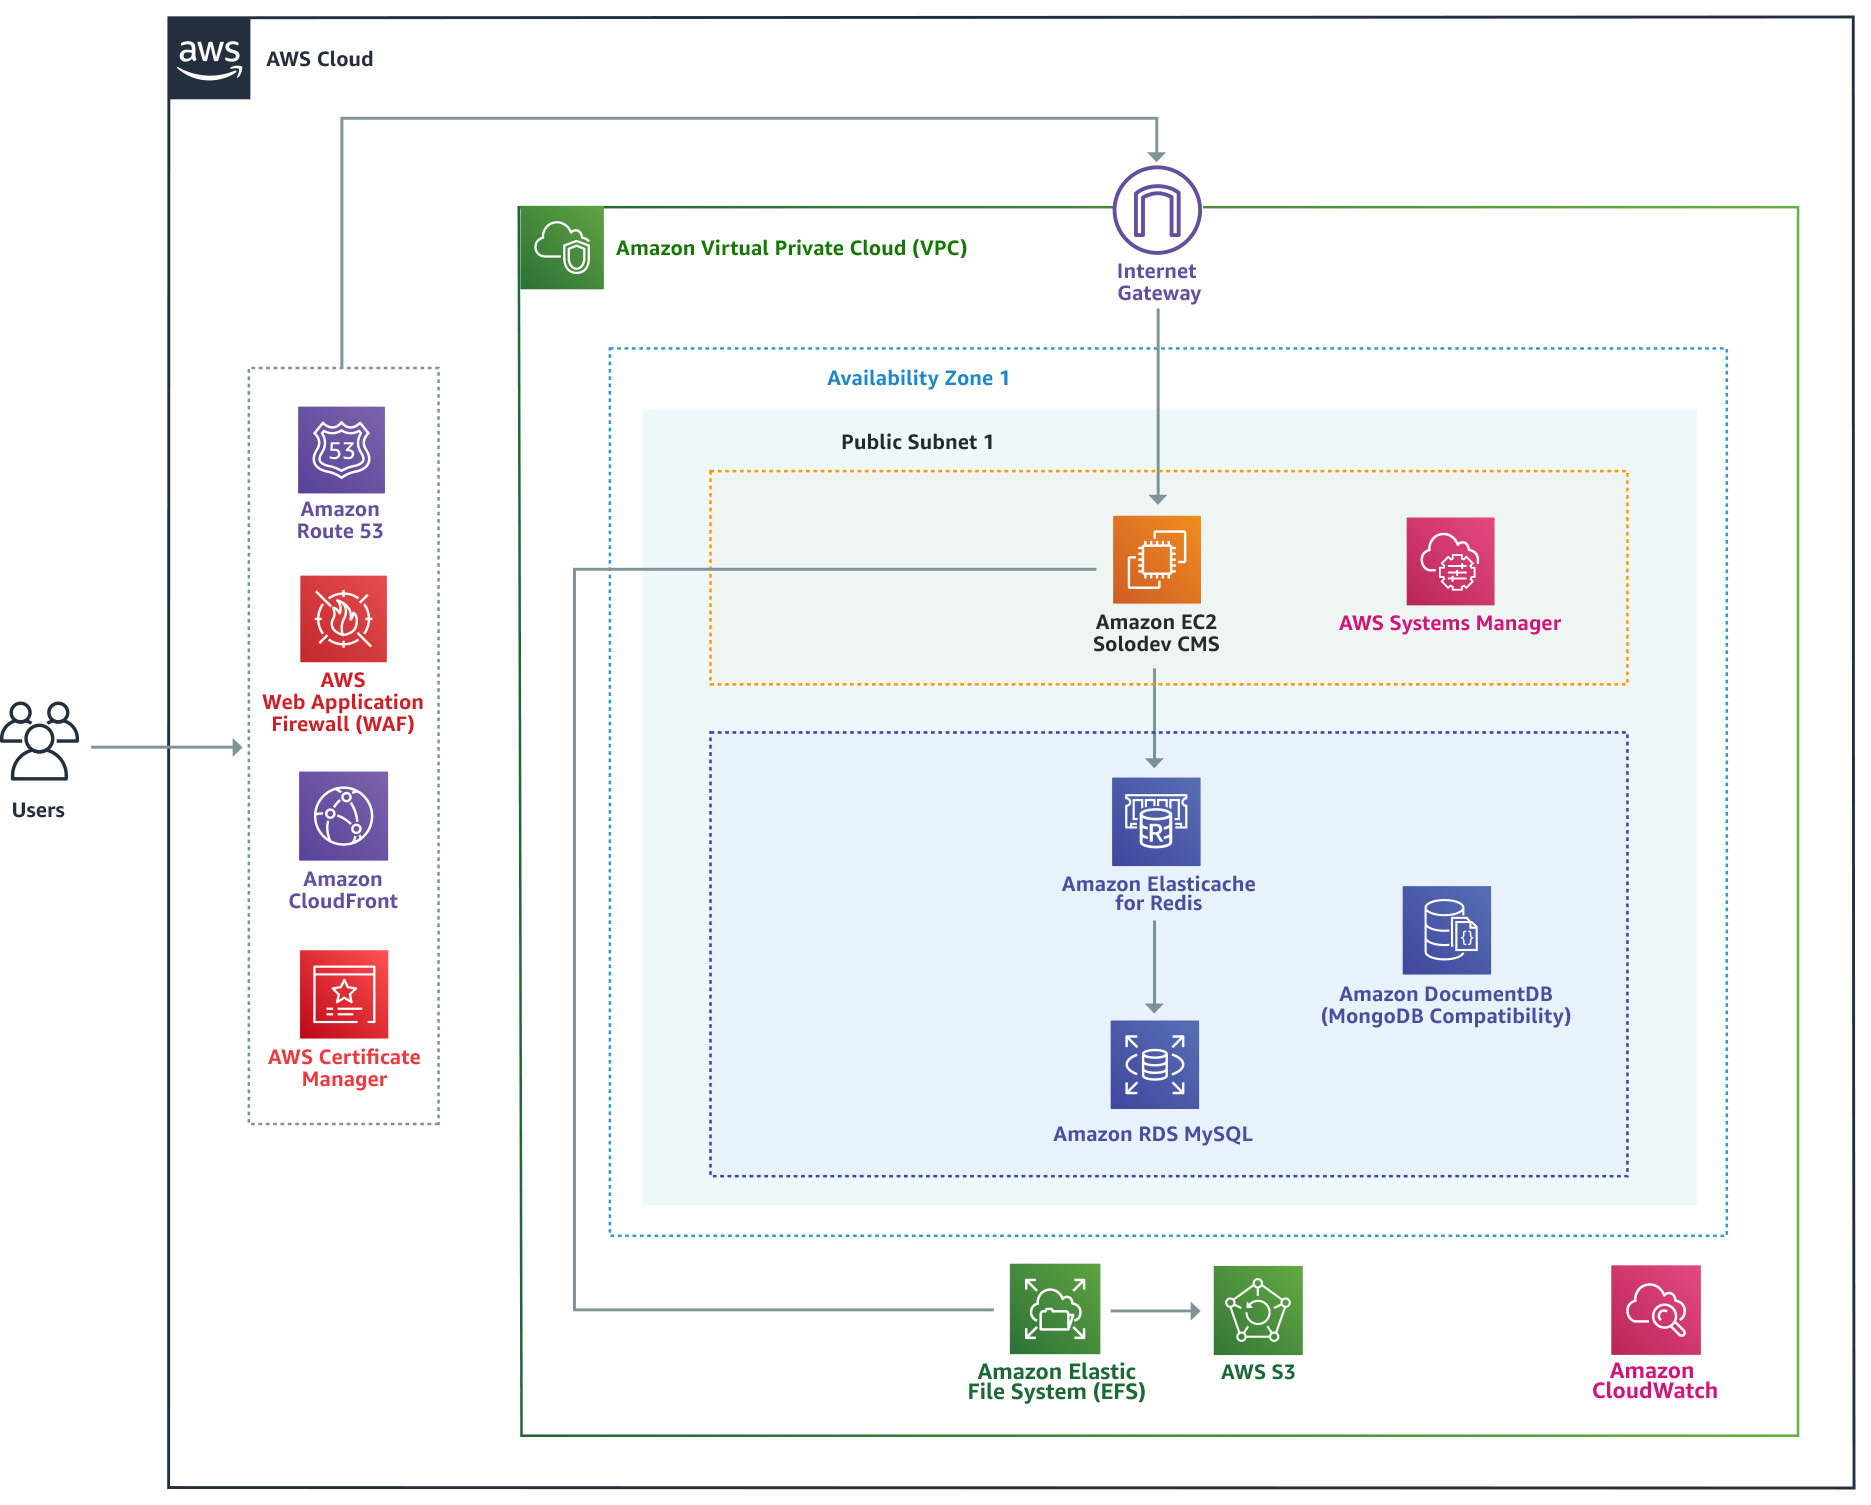 aws
AWS Cloud
Amazon Virtual Private Cloud (VPC)
Internet
Gateway
Availability Zone 1
Public Subnet 1
53
Amazon
Route 53
AWS
Web Application
Firewall (WAF)
Amazon
CloudFront
AWS Certificate
Manager
Users
Amazon EC2
Solodev CMS
AWS Systems Manager
R
Amazon Elasticache
for Redis
{}
Amazon DocumentDB
(MongoDB Compatibility)
Amazon RDS MySQL
Amazon Elastic
File System (EFS)
AWS S3
Amazon
CloudWatch